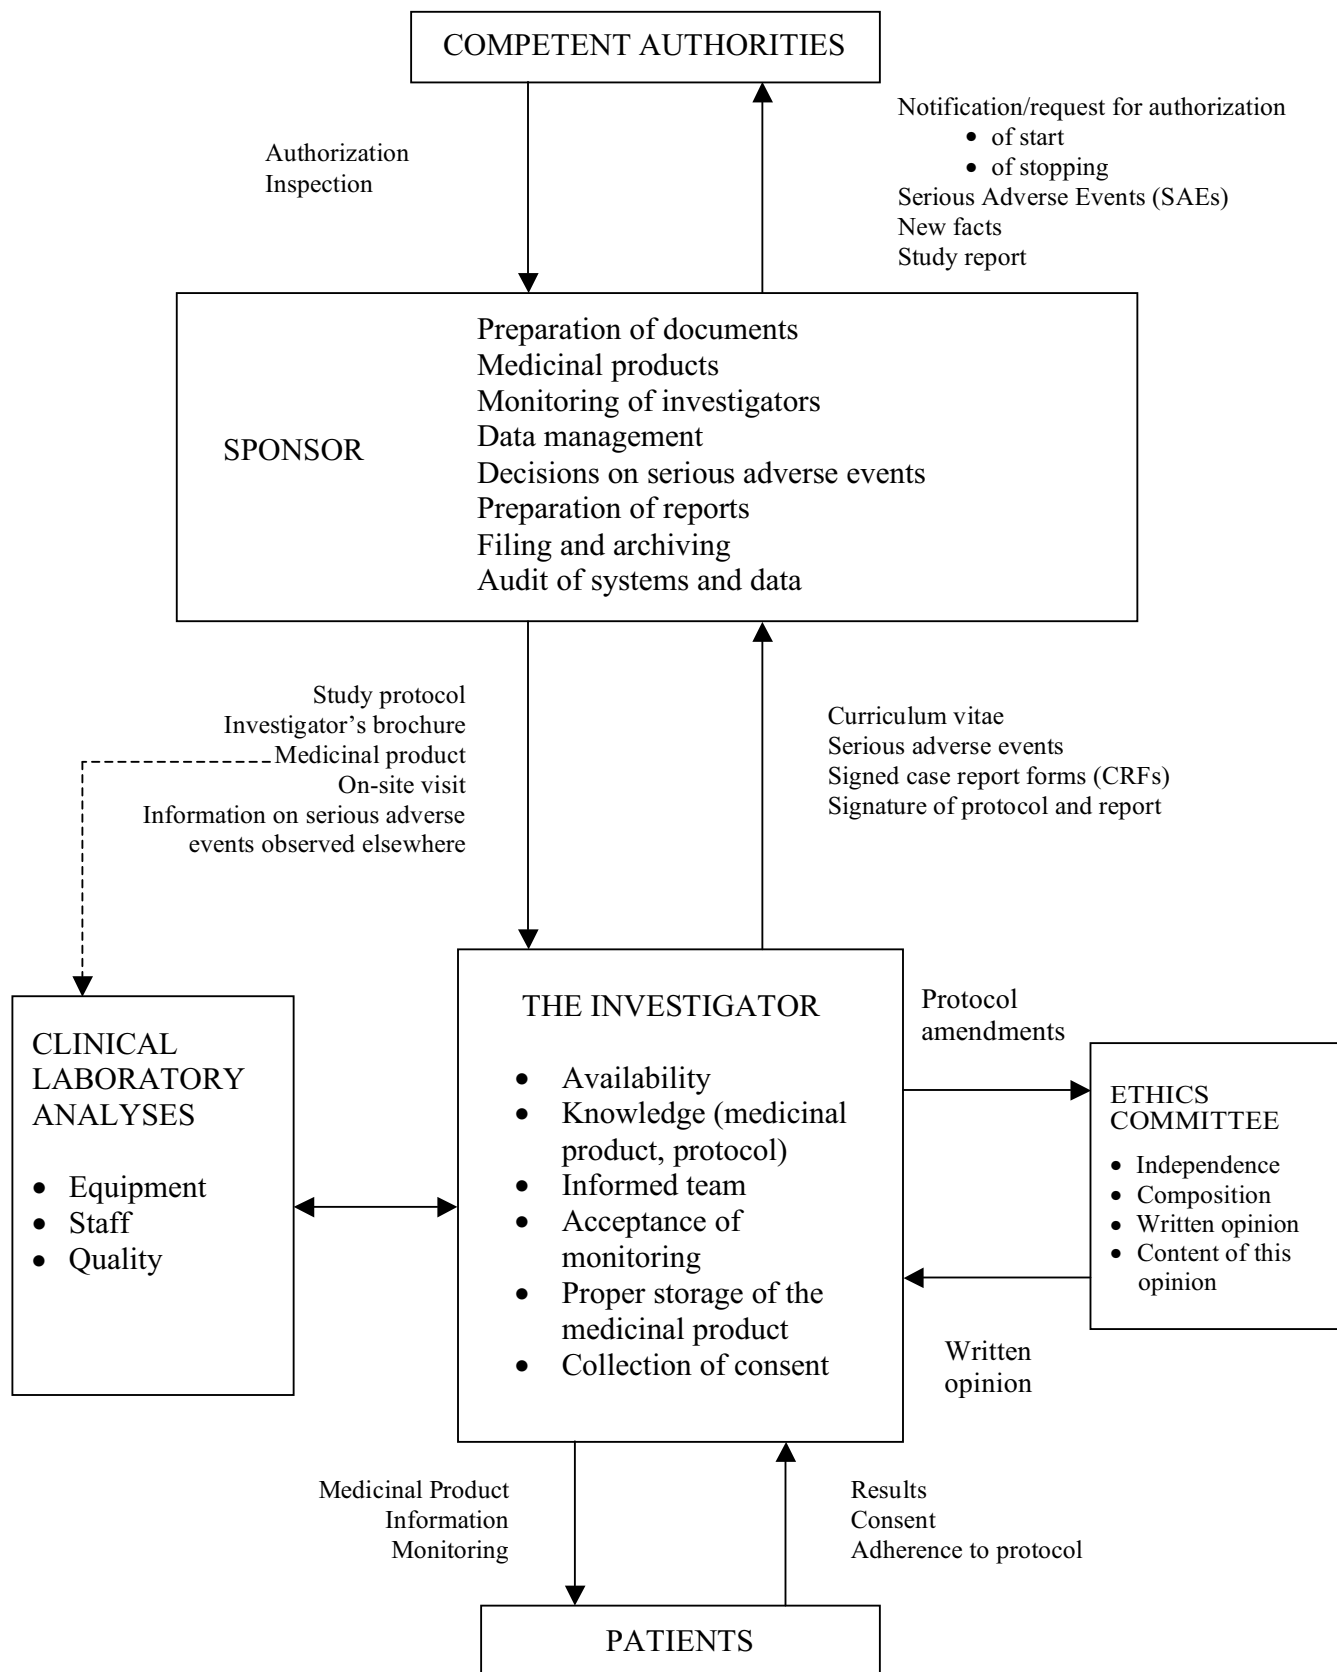 COMPETENT AUTHORITIES
Authorization
Inspection
Notification/request for authorization
• of start
• of stopping
Serious Adverse Events (SAEs)
New facts
Study report
SPONSOR
Preparation of documents
Medicinal products
Monitoring of investigators
Data management
Decisions on serious adverse events
Preparation of reports
Filing and archiving
Audit of systems and data
Study protocol
Investigator’s brochure
Medicinal product
On-site visit
Information on serious adverse
events observed elsewhere
Curriculum vitae
Serious adverse events
Signed case report forms (CRFs)
Signature of protocol and report
CLINICAL
LABORATORY
ANALYSES
• Equipment
• Staff
• Quality
THE INVESTIGATOR
• Availability
• Knowledge (medicinal
product, protocol)
• Informed team
• Acceptance of
monitoring
• Proper storage of the
medicinal product
• Collection of consent
Protocol
amendments
ETHICS
COMMITTEE
• Independence
• Composition
• Written opinion
• Content of this
opinion
Written
opinion
Medicinal Product
Information
Monitoring
Results
Consent
Adherence to protocol
PATIENTS